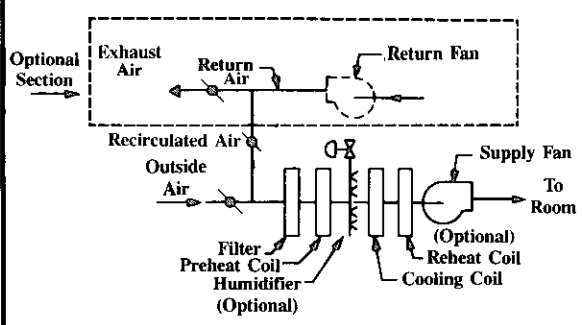 Optional
Section
Exhaust
Air
Return
Air
Return Fan
Recirculated Air
Outside
Air
Supply Fan
To
Room
Filter
Preheat Coil
Humidifier
(Optional)
(Optional)
Reheat Coil
Cooling Coil